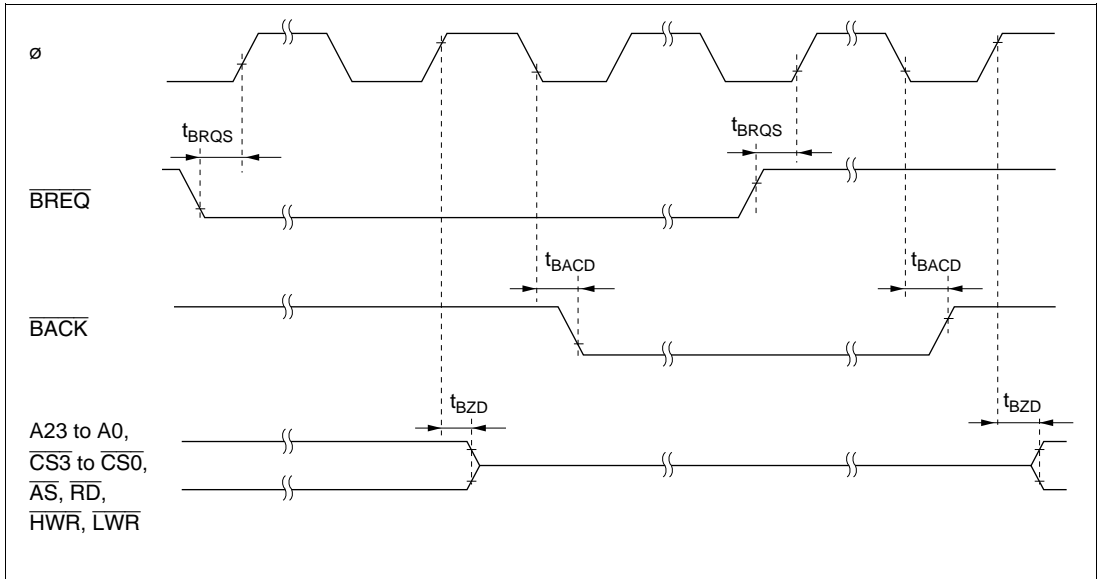 ø
tBRQS
tBRQS
BREQ
tBACD
tBACD
BACK
tBZD
tBZD
A23 to A0,
CS3 to CS0,
AS, RD,
HWR, LWR